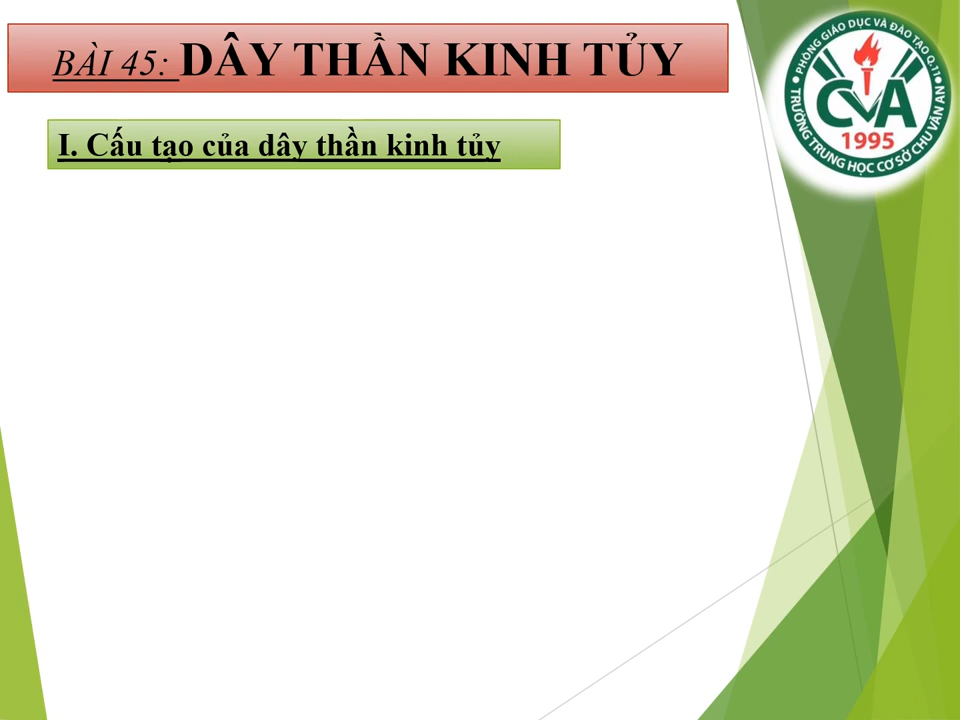 BÀI 45: DÂY THẦN KINH TỦY
I. Cấu tạo của dây thần kinh tủy
PHÒNG GIÁO DỤC VÀ ĐÀO TẠO Q.11
CVA
1995
TRƯỜNG TRUNG HỌC CƠ SỞ CHU VĂN AN